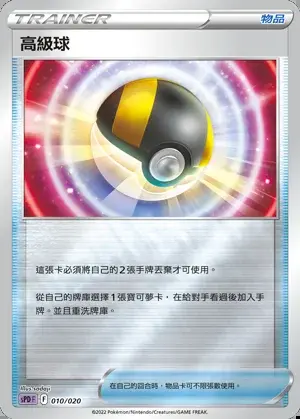 TRAINER
物品
高級球
這張卡必須將自己的2張手牌丟棄才可使用。
從自己的牌庫選擇1張寶可夢卡,在給對手看過後加入手
牌。並且重洗牌庫。
Illus. sadaji
sPD F 010/020
在自己的回合時,物品卡可不限張數使用。
©2022 Pokémon/Nintendo/Creatures/GAME FREAK.